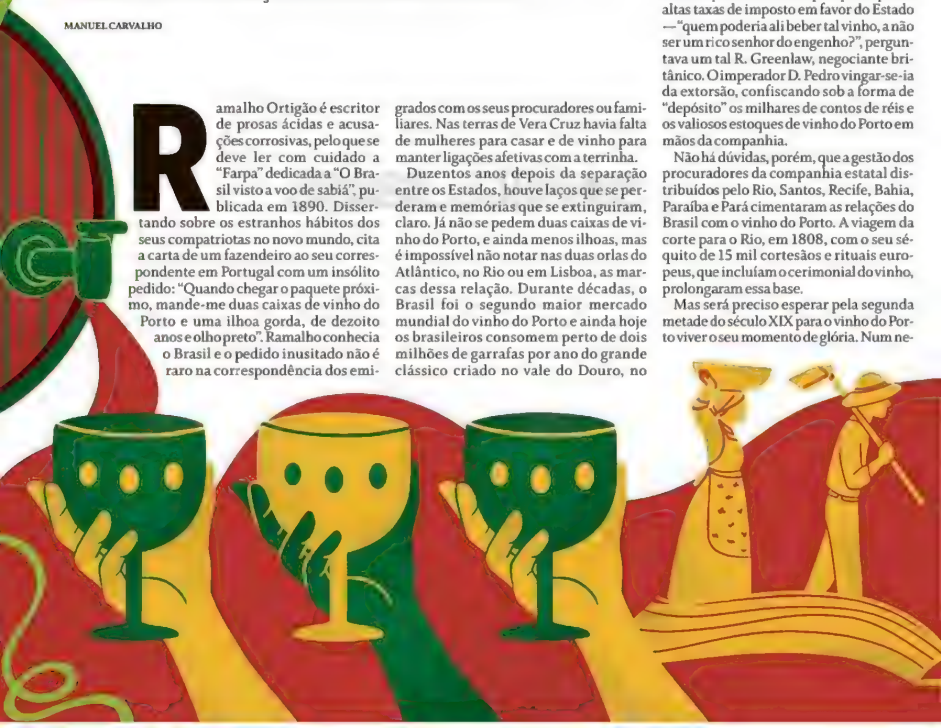 MANUEL CARVALHO
Ramalho Ortigão é escritor
de prosas ácidas e acusa-
ções corrosivas, pelo que se
deve ler com cuidado a
“Farpa” dedicada a “O Bra-
sil visto a voo de sabiá”, pu-
blicada em 1890. Disser-
tando sobre os estranhos hábitos dos
seus compatriotas no novo mundo, cita
a carta de um fazendeiro ao seu corres-
pondente em Portugal com um insólito
pedido: “Quando chegar o paquete próxi-
mo, mande-me duas caixas de vinho do
Porto e uma ilhoa gorda, de dezoito
anos e olho preto”. Ramalho conhecia
o Brasil e o pedido inusitado não é
raro na correspondência dos emi-
grados com os seus procuradores ou fami-
liares. Nas terras de Vera Cruz havia falta
de mulheres para casar e de vinho para
manter ligações afetivas com a terrinha.
Duzentos anos depois da separação
entre os Estados, houve laços que se per-
deram e memórias que se extinguiram,
claro. Já não se pedem duas caixas de vi-
nho do Porto, e ainda menos ilhoas, mas
é impossível não notar nas duas orlas do
Atlântico, no Rio ou em Lisboa, as mar-
cas dessa relação. Durante décadas, o
Brasil foi o segundo maior mercado
mundial do vinho do Porto e ainda hoje
os brasileiros consomem perto de dois
milhões de garrafas por ano do grande
clássico criado no vale do Douro, no
altas taxas de imposto em favor do Estado
—“quem poderia ali beber tal vinho, a não
ser um rico senhor do engenho?”, pergun-
tava um tal R. Greenlaw, negociante bri-
tânico. O imperador D. Pedro vingar-se-ia
da extorsão, confiscando sob a forma de
“depósito” os milhares de contos de réis e
os valiosos estoques de vinho do Porto em
mãos da companhia.
Não há dúvidas, porém, que a gestão dos
procuradores da companhia estatal dis-
tribuídos pelo Rio, Santos, Recife, Bahia,
Paraíba e Pará cimentaram as relações do
Brasil com o vinho do Porto. A viagem da
corte para o Rio, em 1808, com o seu sé-
quito de 15 mil cortesãos e rituais euro-
peus, que incluíam o cerimonial do vinho,
prolongaram essa base.
Mas será preciso esperar pela segunda
metade do século XIX para o vinho do Por-
to viver o seu momento de glória. Num ne-